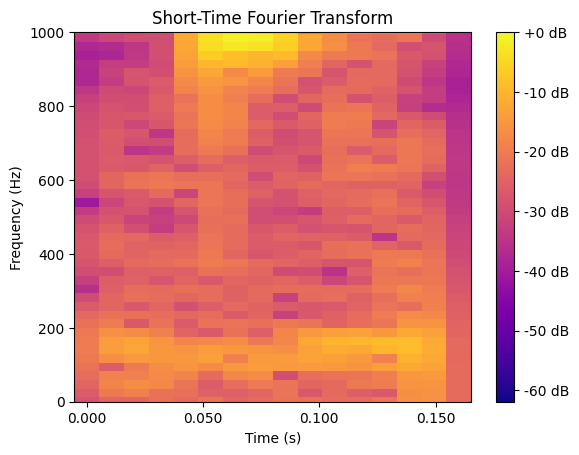 Short-Time Fourier Transform
1000
800
600
400
200
0
Frequency (Hz)
0.000
0.050
0.100
0.150
Time (s)
+0 dB
-10 dB
-20 dB
-30 dB
-40 dB
-50 dB
-60 dB